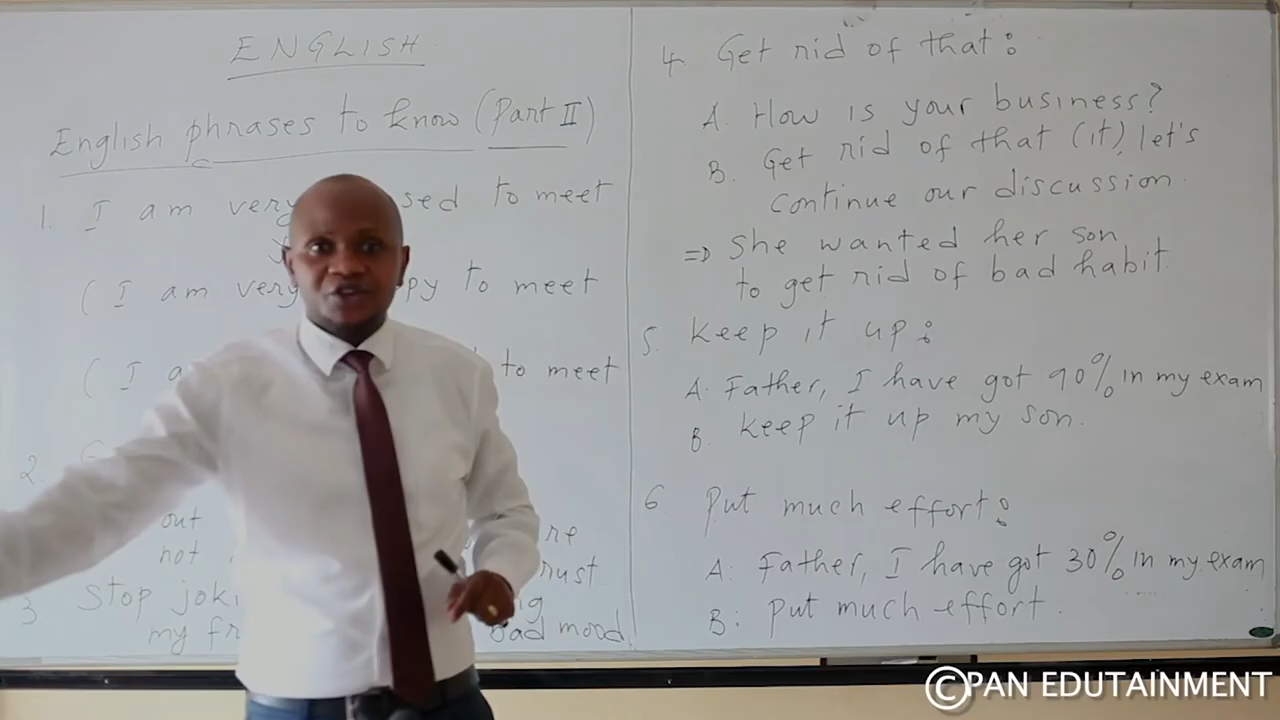 ENGLISH
English phrases to know (Part II)
1. I am very sed to meet
(I am very py to meet
(I a to meet
2. G
out re
not rust
3 Stop joki ng
my fr bad mood
4. Get rid of that:
A. How is your business?
B. Get rid of that (it), let's
continue our discussion.
=> She wanted her son
to get rid of bad habit.
5. Keep it up:
A. Father, I have got 90% in my exam
B. Keep it up my son.
6 Put much effort:
A: Father, I have got 30% in my exam
B: Put much effort.
©PAN EDUTAINMENT